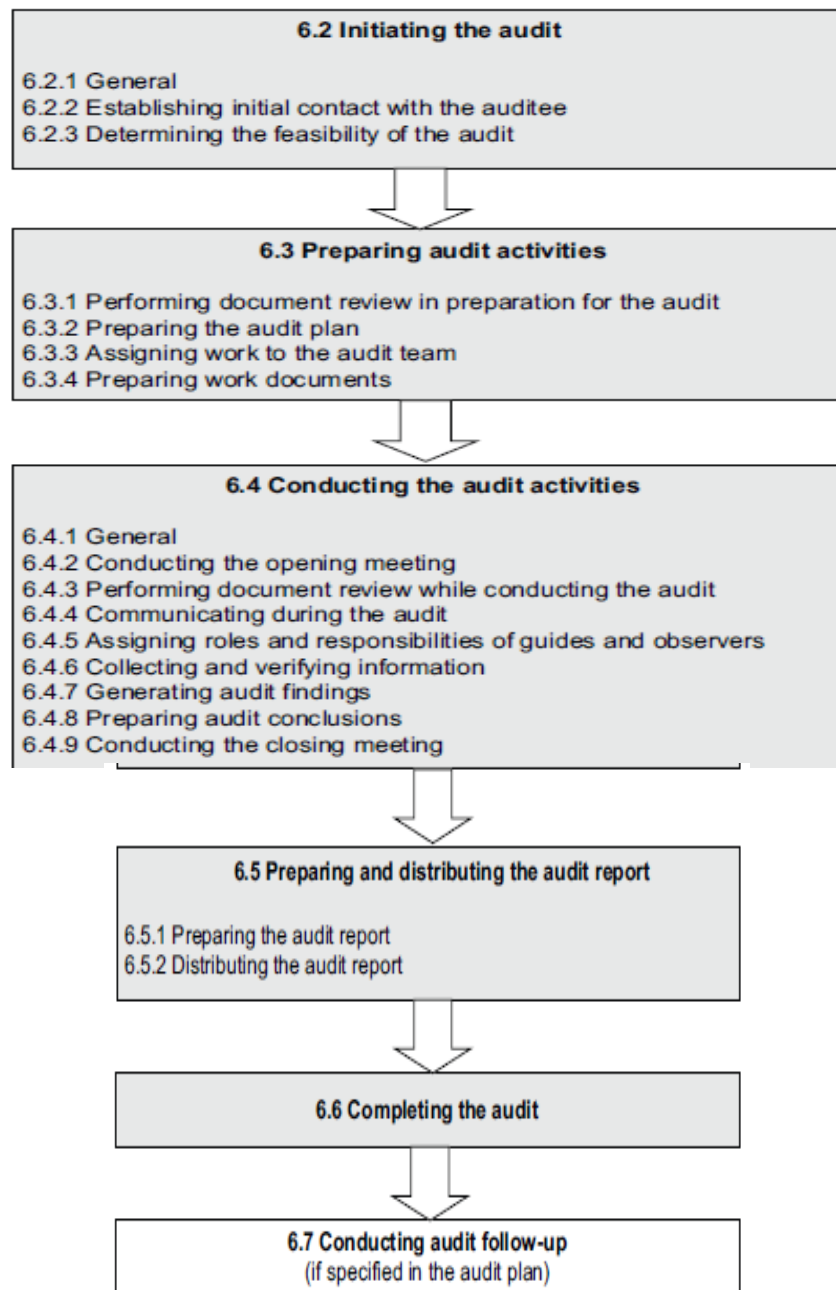 6.2 Initiating the audit
6.2.1 General
6.2.2 Establishing initial contact with the auditee
6.2.3 Determining the feasibility of the audit
6.3 Preparing audit activities
6.3.1 Performing document review in preparation for the audit
6.3.2 Preparing the audit plan
6.3.3 Assigning work to the audit team
6.3.4 Preparing work documents
6.4 Conducting the audit activities
6.4.1 General
6.4.2 Conducting the opening meeting
6.4.3 Performing document review while conducting the audit
6.4.4 Communicating during the audit
6.4.5 Assigning roles and responsibilities of guides and observers
6.4.6 Collecting and verifying information
6.4.7 Generating audit findings
6.4.8 Preparing audit conclusions
6.4.9 Conducting the closing meeting
6.5 Preparing and distributing the audit report
6.5.1 Preparing the audit report
6.5.2 Distributing the audit report
6.6 Completing the audit
6.7 Conducting audit follow-up
(if specified in the audit plan)